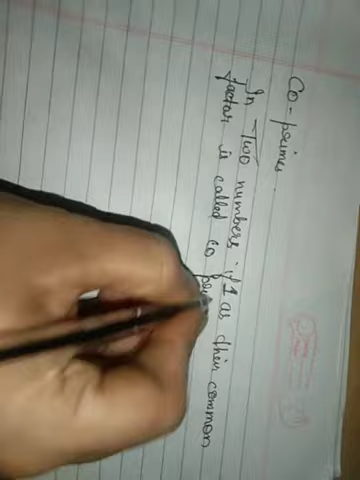 Co-primes.
In Two numbers if 1 as their common
factor is called co